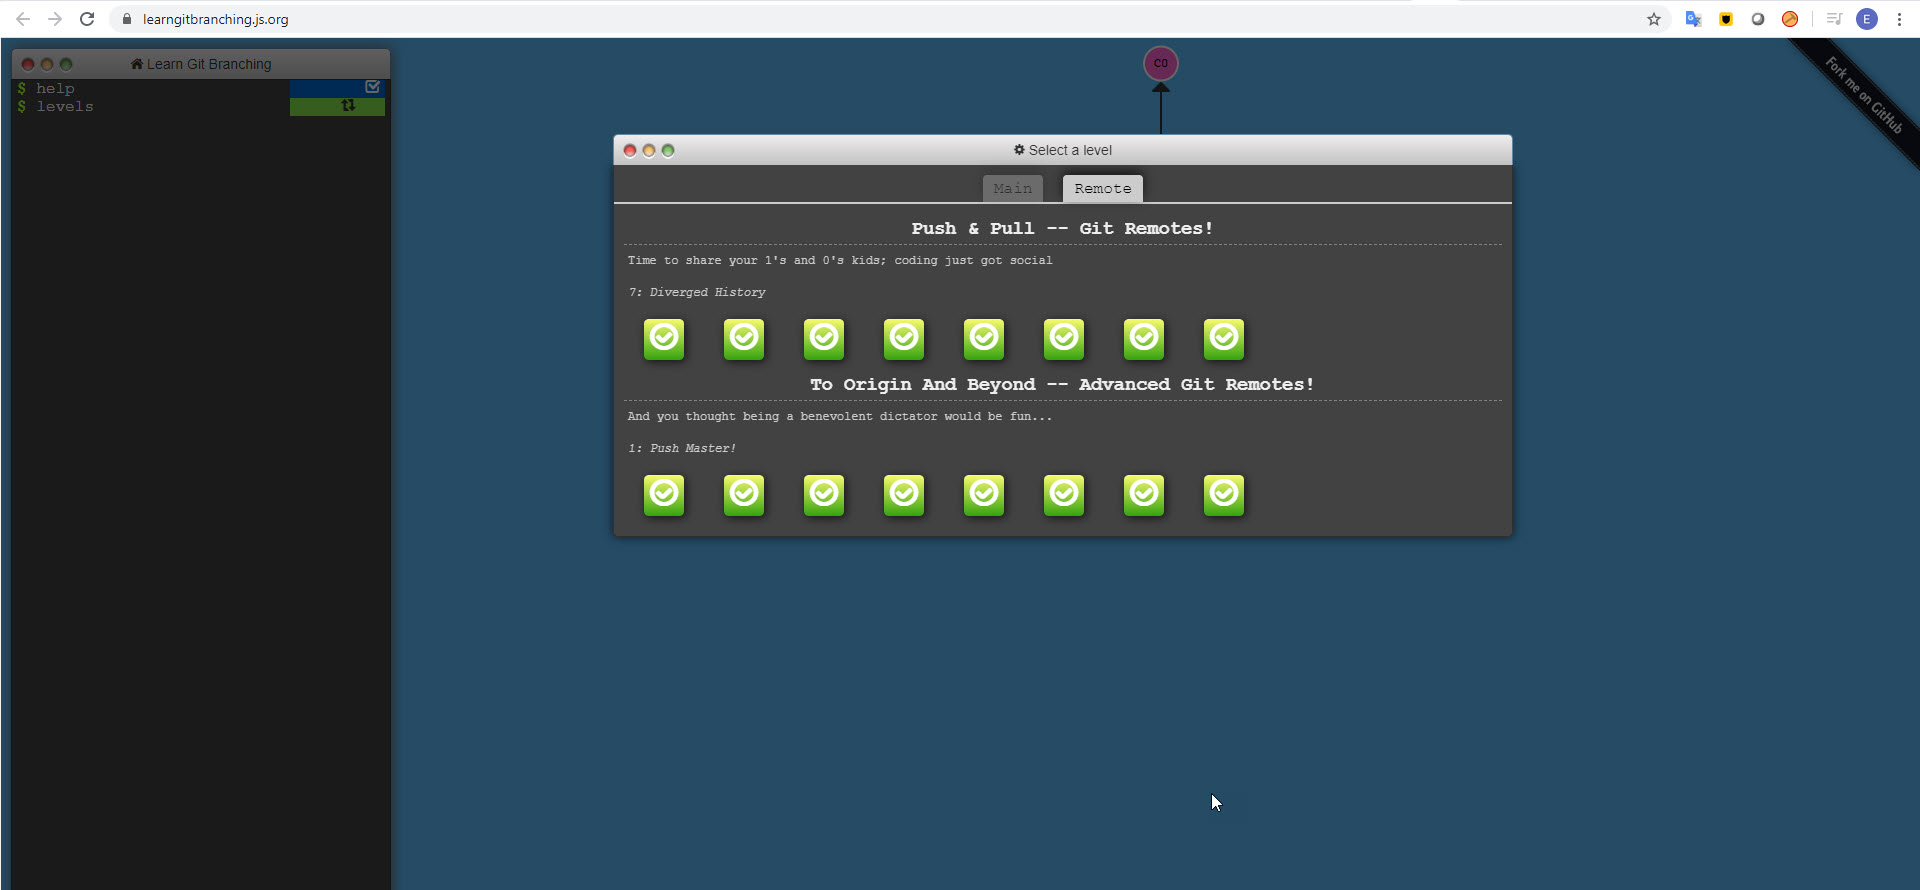 learngitbranching.js.org
E
Learn Git Branching
$ help
$ levels
C0
Fork me on GitHub
Select a level
Main
Remote
Push & Pull -- Git Remotes!
Time to share your 1's and 0's kids; coding just got social
7: Diverged History
To Origin And Beyond -- Advanced Git Remotes!
And you thought being a benevolent dictator would be fun...
1: Push Master!